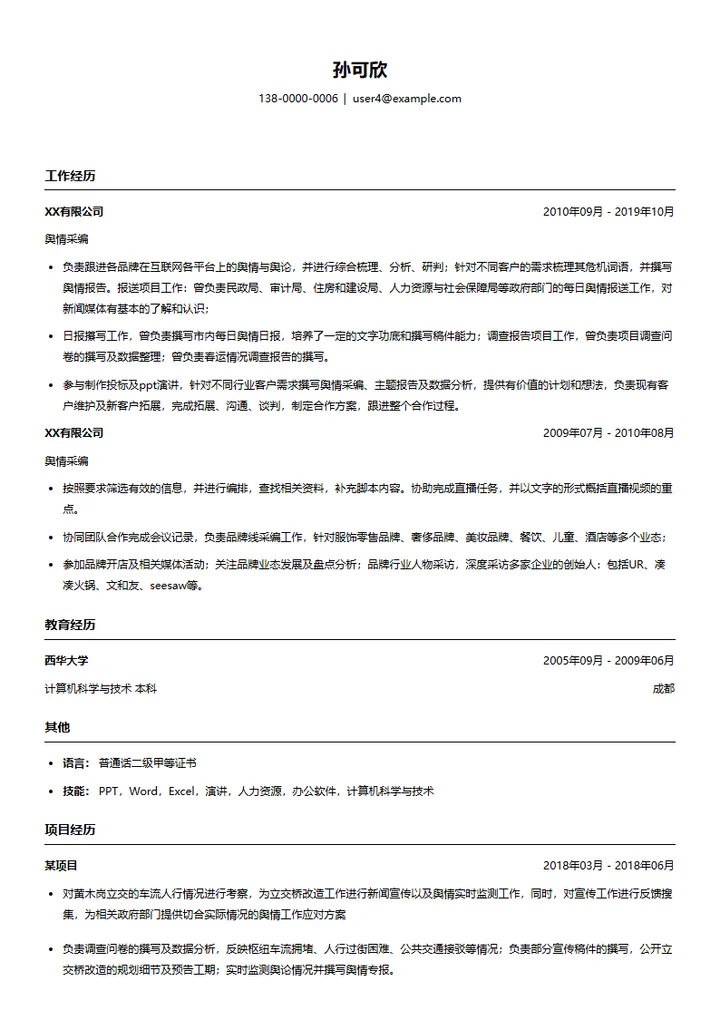 孙可欣
138-0000-0006 | user4@example.com
工作经历
XX有限公司 2010年09月 - 2019年10月
舆情采编
• 负责跟进各品牌在互联网各平台上的舆情与舆论，并进行综合梳理、分析、研判；针对不同客户的需求梳理其危机词语，并撰写
舆情报告。报送项目工作：曾负责民政局、审计局、住房和建设局、人力资源与社会保障局等政府部门的每日舆情报送工作，对
新闻媒体有基本的了解和认识；
• 日报撰写工作，曾负责撰写市内每日舆情日报，培养了一定的文字功底和撰写稿件能力；调查报告项目工作，曾负责项目调查问
卷的撰写及数据整理；曾负责春运情况调查报告的撰写。
• 参与制作投标及ppt演讲，针对不同行业客户需求撰写舆情采编、主题报告及数据分析，提供有价值的计划和想法，负责现有客
户维护及新客户拓展，完成拓展、沟通、谈判，制定合作方案，跟进整个合作过程。
XX有限公司 2009年07月 - 2010年08月
舆情采编
• 按照要求筛选有效的信息，并进行编排，查找相关资料，补充脚本内容。协助完成直播任务，并以文字的形式概括直播视频的重
点。
• 协同团队合作完成会议记录，负责品牌线采编工作，针对服饰零售品牌、奢侈品牌、美妆品牌、餐饮、儿童、酒店等多个业态；
• 参加品牌开店及相关媒体活动；关注品牌业态发展及盘点分析；品牌行业人物采访，深度采访多家企业的创始人：包括UR、凑
凑火锅、文和友、seesaw等。
教育经历
西华大学 2005年09月 - 2009年06月
计算机科学与技术 本科 成都
其他
• 语言： 普通话二级甲等证书
• 技能： PPT，Word，Excel，演讲，人力资源，办公软件，计算机科学与技术
项目经历
某项目 2018年03月 - 2018年06月
• 对黄木岗立交的车流人行情况进行考察，为立交桥改造工作进行新闻宣传以及舆情实时监测工作，同时，对宣传工作进行反馈搜
集，为相关政府部门提供切合实际情况的舆情工作应对方案
• 负责调查问卷的撰写及数据分析，反映枢纽车流拥堵、人行过街困难、公共交通接驳等情况；负责部分宣传稿件的撰写，公开立
交桥改造的规划细节及预告工期；实时监测舆论情况并撰写舆情专报。